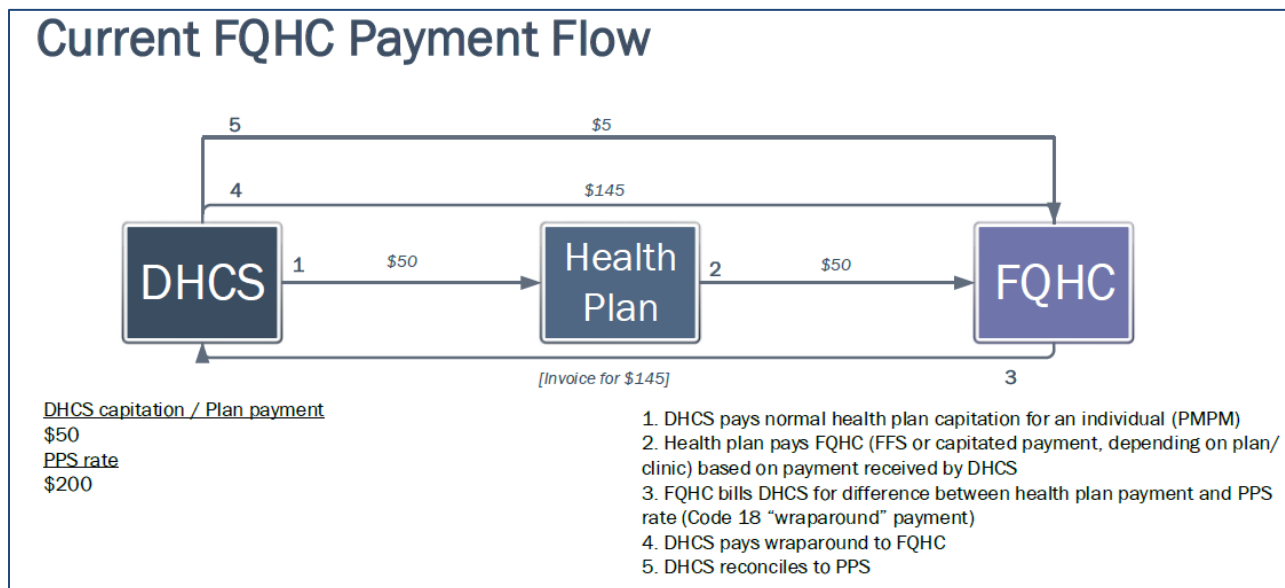 Current FQHC Payment Flow
5
$5
4
$145
DHCS
1
$50
Health
Plan
2
$50
FQHC
[Invoice for $145]
3
DHCS capitation / Plan payment
$50
PPS rate
$200
1. DHCS pays normal health plan capitation for an individual (PMPM)
2. Health plan pays FQHC (FFS or capitated payment, depending on plan/
clinic) based on payment received by DHCS
3. FQHC bills DHCS for difference between health plan payment and PPS
rate (Code 18 “wraparound” payment)
4. DHCS pays wraparound to FQHC
5. DHCS reconciles to PPS